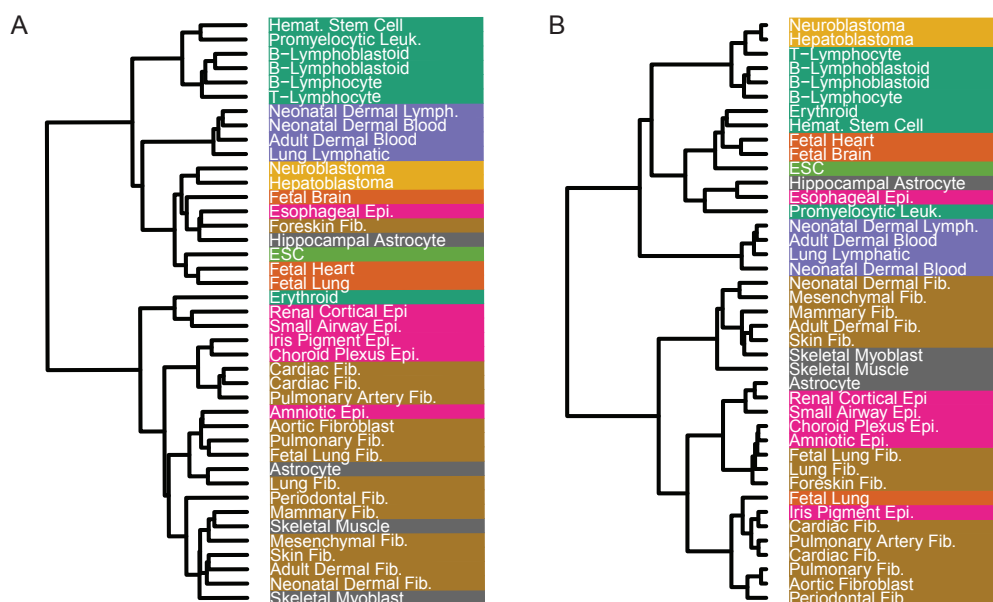 A
Hemat. Stem Cell
Promyelocytic Leuk.
B−Lymphoblastoid
B−Lymphoblastoid
B−Lymphocyte
T−Lymphocyte
Neonatal Dermal Lymph.
Neonatal Dermal Blood
Adult Dermal Blood
Lung Lymphatic
Neuroblastoma
Hepatoblastoma
Fetal Brain
Esophageal Epi.
Foreskin Fib.
Hippocampal Astrocyte
ESC
Fetal Heart
Fetal Lung
Erythroid
Renal Cortical Epi
Small Airway Epi.
Iris Pigment Epi.
Choroid Plexus Epi.
Cardiac Fib.
Cardiac Fib.
Pulmonary Artery Fib.
Amniotic Epi.
Aortic Fibroblast
Pulmonary Fib.
Fetal Lung Fib.
Astrocyte
Lung Fib.
Periodontal Fib.
Mammary Fib.
Skeletal Muscle
Mesenchymal Fib.
Skin Fib.
Adult Dermal Fib.
Neonatal Dermal Fib.
Skeletal Myoblast
B
Neuroblastoma
Hepatoblastoma
T−Lymphocyte
B−Lymphoblastoid
B−Lymphoblastoid
B−Lymphocyte
Erythroid
Hemat. Stem Cell
Fetal Heart
Fetal Brain
ESC
Hippocampal Astrocyte
Esophageal Epi.
Promyelocytic Leuk.
Neonatal Dermal Lymph.
Adult Dermal Blood
Lung Lymphatic
Neonatal Dermal Blood
Neonatal Dermal Fib.
Mesenchymal Fib.
Mammary Fib.
Adult Dermal Fib.
Skin Fib.
Skeletal Myoblast
Skeletal Muscle
Astrocyte
Renal Cortical Epi
Small Airway Epi.
Choroid Plexus Epi.
Amniotic Epi.
Fetal Lung Fib.
Lung Fib.
Foreskin Fib.
Fetal Lung
Iris Pigment Epi.
Cardiac Fib.
Pulmonary Artery Fib.
Cardiac Fib.
Pulmonary Fib.
Aortic Fibroblast
Periodontal Fib.